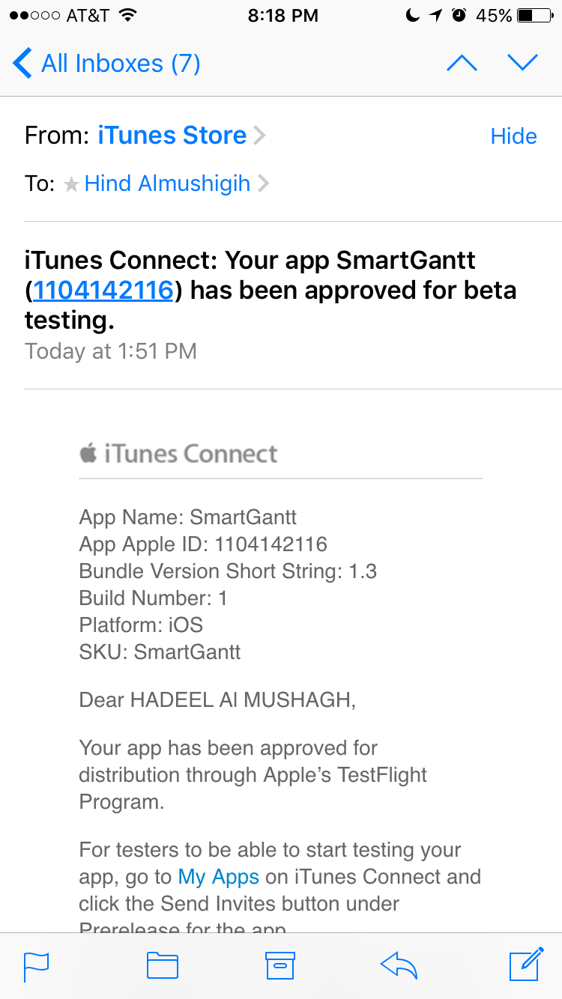 AT&T 8:18 PM 45%
All Inboxes (7)
From: iTunes Store Hide
To: Hind Almushigih
iTunes Connect: Your app SmartGantt
(1104142116) has been approved for beta
testing.
Today at 1:51 PM
iTunes Connect
App Name: SmartGantt
App Apple ID: 1104142116
Bundle Version Short String: 1.3
Build Number: 1
Platform: iOS
SKU: SmartGantt
Dear HADEEL Al MUSHAGH,
Your app has been approved for
distribution through Apple’s TestFlight
Program.
For testers to be able to start testing your
app, go to My Apps on iTunes Connect and
click the Send Invites button under
Prerelease for the app